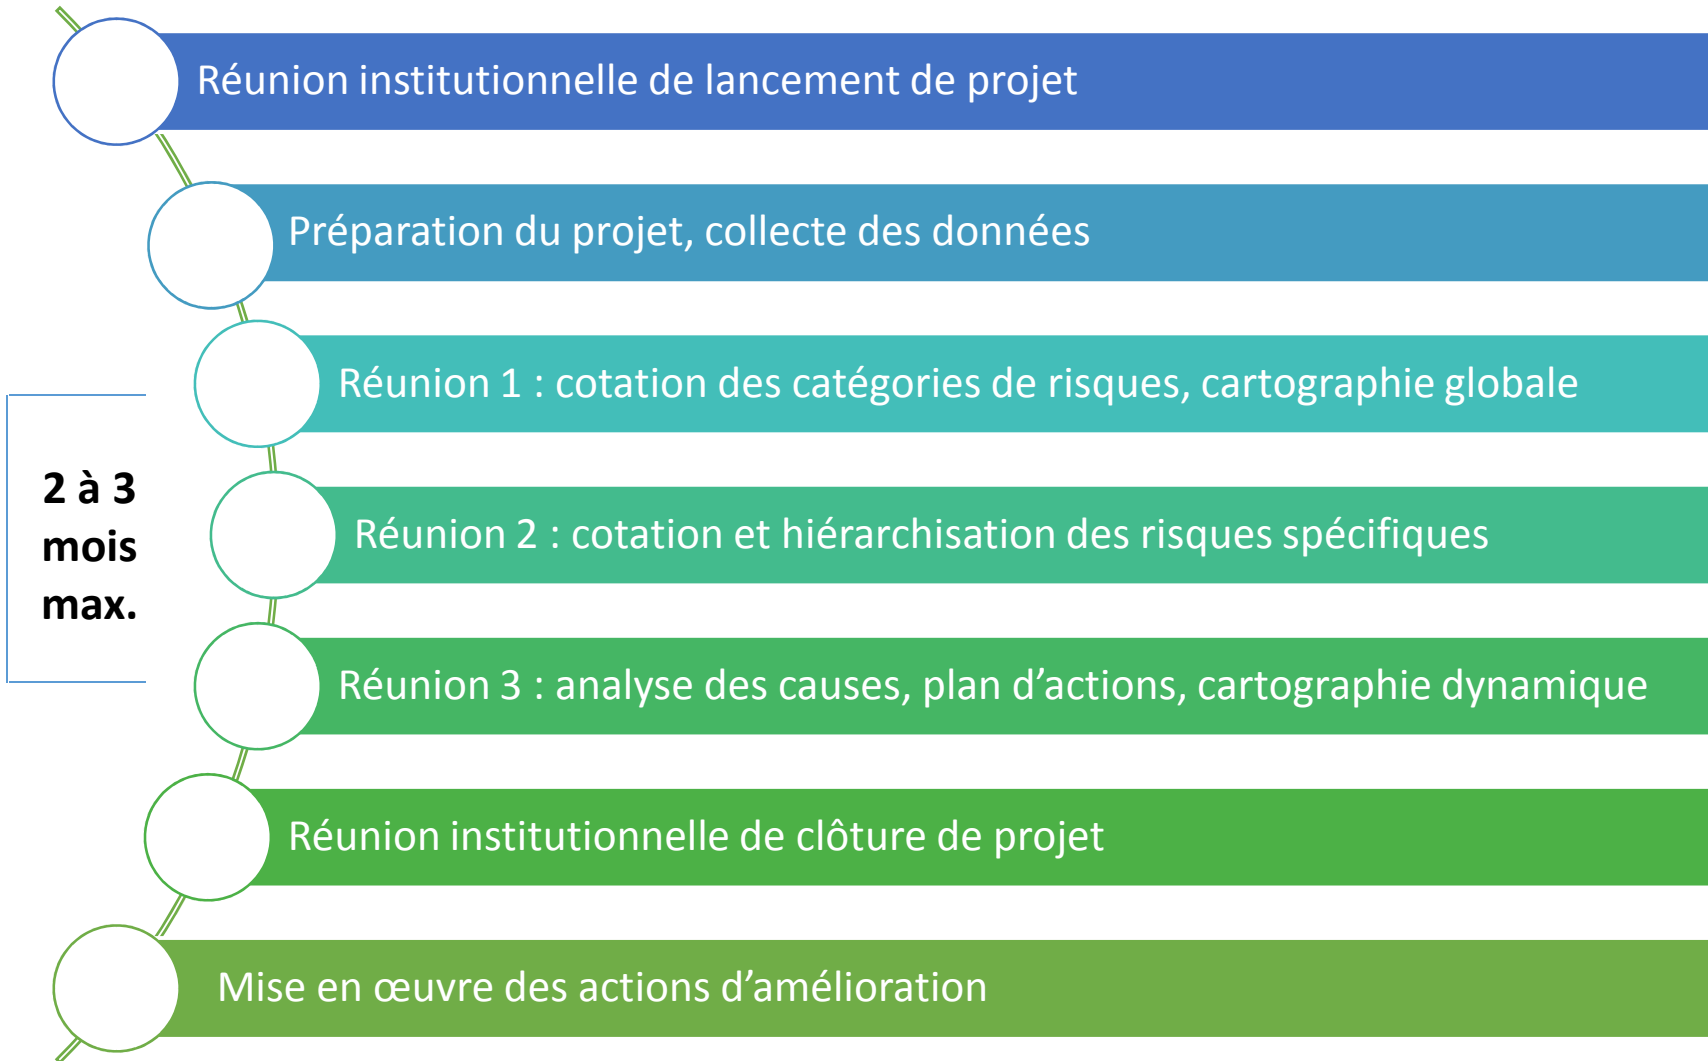 Réunion institutionnelle de lancement de projet
Préparation du projet, collecte des données
Réunion 1 : cotation des catégories de risques, cartographie globale
2 à 3
mois
max.
Réunion 2 : cotation et hiérarchisation des risques spécifiques
Réunion 3 : analyse des causes, plan d’actions, cartographie dynamique
Réunion institutionnelle de clôture de projet
Mise en œuvre des actions d’amélioration